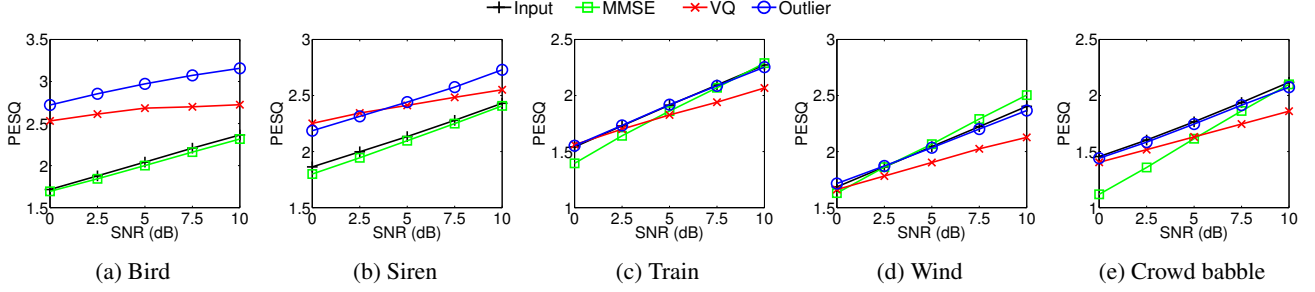 Input MMSE VQ Outlier
3.5
3
2.5
2
1.5
PESQ
0 2.5 5 7.5 10
SNR (dB)
(a) Bird
3
2.5
2
1.5
PESQ
0 2.5 5 7.5 10
SNR (dB)
(b) Siren
2.5
2
1.5
1
PESQ
0 2.5 5 7.5 10
SNR (dB)
(c) Train
3
2.5
2
1.5
1
PESQ
0 2.5 5 7.5 10
SNR (dB)
(d) Wind
2.5
2
1.5
1
PESQ
0 2.5 5 7.5 10
SNR (dB)
(e) Crowd babble